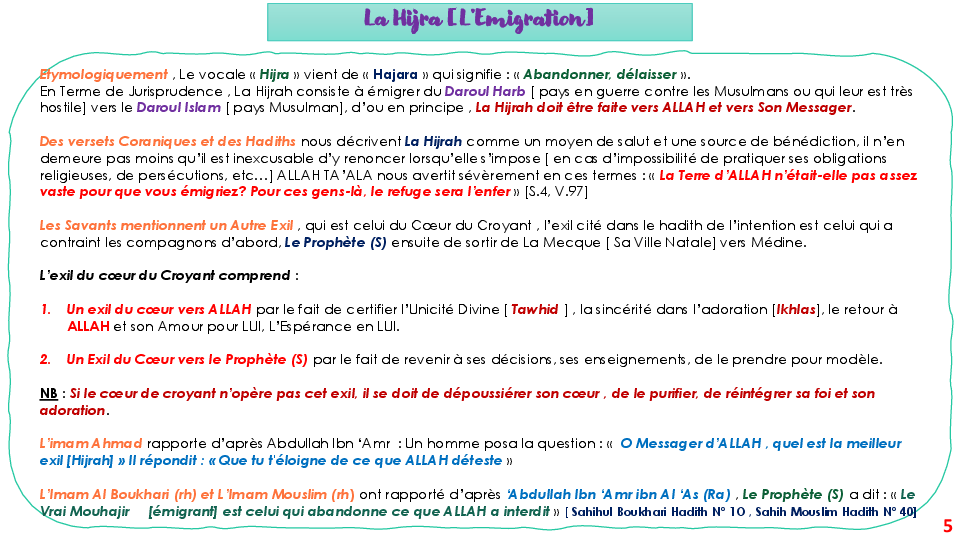 La Hijra [L'Emigration]
Etymologiquement , Le vocale « Hijra » vient de « Hajara » qui signifie : « Abandonner, délaisser ».
En Terme de Jurisprudence , La Hijrah consiste à émigrer du Daroul Harb [ pays en guerre contre les Musulmans ou qui leur est très
hostile] vers le Daroul Islam [ pays Musulman], d'ou en principe , La Hijrah doit être faite vers ALLAH et vers Son Messager.
Des versets Coraniques et des Hadiths nous décrivent La Hijrah comme un moyen de salut et une source de bénédiction, il n'en
demeure pas moins qu'il est inexcusable d'y renoncer lorsqu'elle s'impose [ en cas d'impossibilité de pratiquer ses obligations
religieuses, de persécutions, etc…] ALLAH TA'ALA nous avertit sévèrement en ces termes : « La Terre d'ALLAH n'était-elle pas assez
vaste pour que vous émigriez? Pour ces gens-là, le refuge sera l'enfer » [S.4, V.97]
Les Savants mentionnent un Autre Exil , qui est celui du Cœur du Croyant , l'exil cité dans le hadith de l'intention est celui qui a
contraint les compagnons d'abord, Le Prophète (S) ensuite de sortir de La Mecque [ Sa Ville Natale] vers Médine.
L'exil du cœur du Croyant comprend :
1. Un exil du cœur vers ALLAH par le fait de certifier l'Unicité Divine [ Tawhid ] , la sincérité dans l'adoration [Ikhlas], le retour à
ALLAH et son Amour pour LUI, L'Espérance en LUI.
2. Un Exil du Cœur vers le Prophète (S) par le fait de revenir à ses décisions, ses enseignements, de le prendre pour modèle.
NB : Si le cœur de croyant n'opère pas cet exil, il se doit de dépoussiérer son cœur , de le purifier, de réintégrer sa foi et son
adoration.
L'imam Ahmad rapporte d'après Abdullah Ibn 'Amr : Un homme posa la question : « O Messager d'ALLAH , quel est la meilleur
exil [Hijrah] » Il répondit : « Que tu t'éloigne de ce que ALLAH déteste »
L'Imam Al Boukhari (rh) et L'Imam Mouslim (rh) ont rapporté d'après 'Abdullah Ibn 'Amr ibn Al 'As (Ra) , Le Prophète (S) a dit : « Le
Vrai Mouhajir [émigrant] est celui qui abandonne ce que ALLAH a interdit » [ Sahihul Boukhari Hadith N° 10 , Sahih Mouslim Hadith N° 40]
5